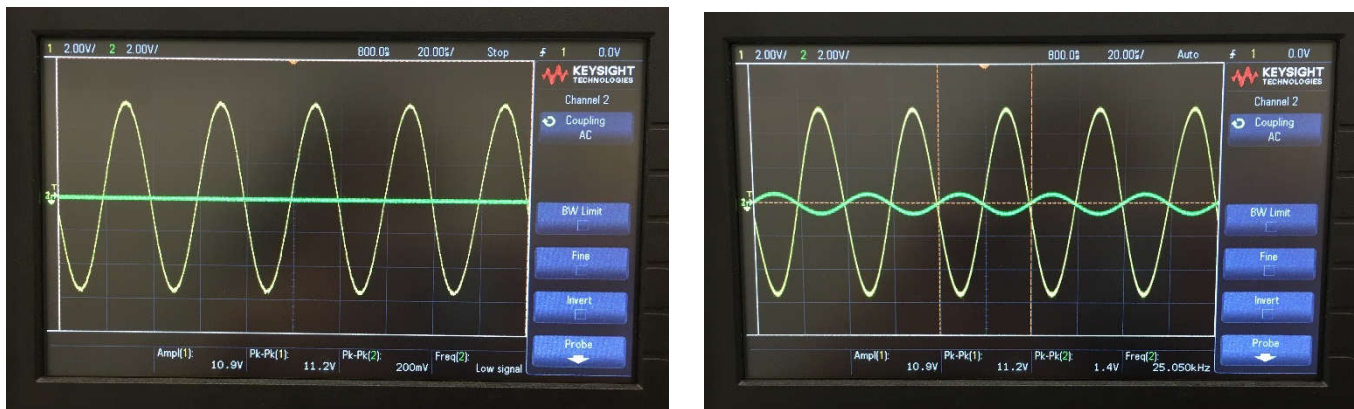 1 2.00V/ 2 2.00V/ 800.0s 20.00s/ Stop 1 0.0V
KEYSIGHT
TECHNOLOGIES
Channel 2
Coupling
AC
BW Limit
Fine
Invert
Probe
Ampl(1): Pk-Pk(1): Pk-Pk(2): Freq(2):
10.9V 11.2V 200mV Low signal
1 2.00V/ 2 2.00V/ 800.0s 20.00s/ Auto 1 0.0V
KEYSIGHT
TECHNOLOGIES
Channel 2
Coupling
AC
BW Limit
Fine
Invert
Probe
Ampl(1): Pk-Pk(1): Pk-Pk(2): Freq(2):
10.9V 11.2V 1.4V 25.050kHz